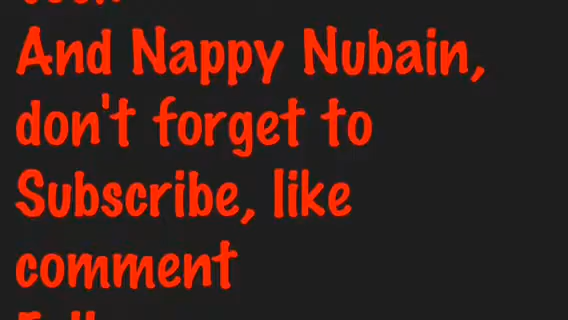 And Nappy Nubain,
don't forget to
Subscribe, like
comment